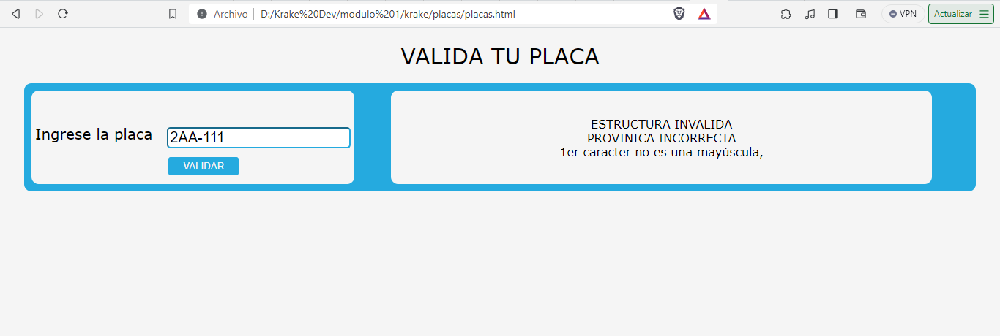 Archivo D:/Krake%20Dev/modulo%201/krake/placas/placas.html VPN Actualizar
VALIDA TU PLACA
Ingrese la placa 2AA-111
VALIDAR
ESTRUCTURA INVALIDA
PROVINICA INCORRECTA
1er caracter no es una mayúscula,